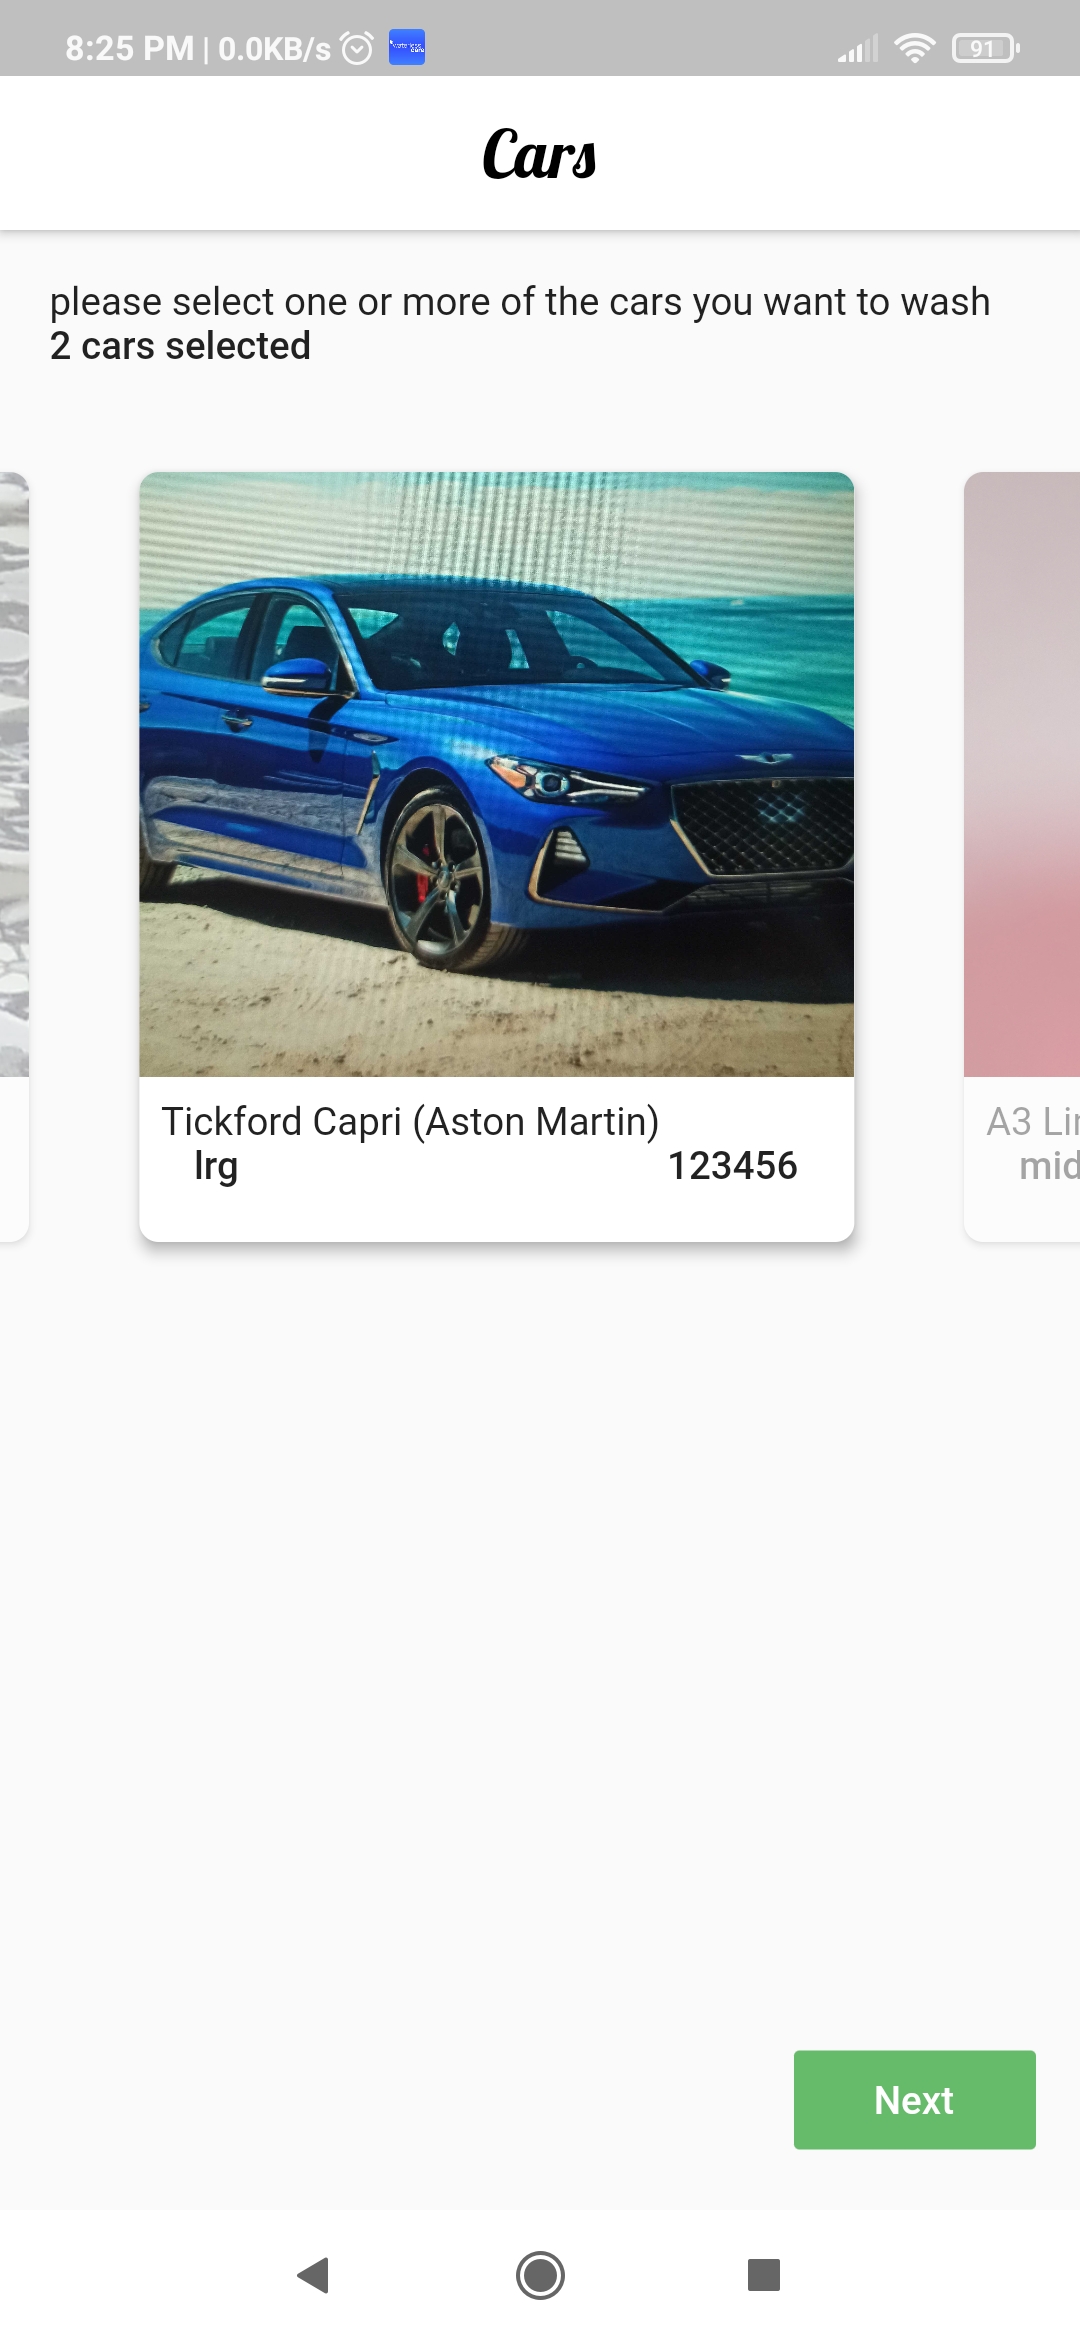 8:25 PM | 0.0KB/s
91
Cars
please select one or more of the cars you want to wash
2 cars selected
Tickford Capri (Aston Martin)
lrg 123456
A3
mid
Next